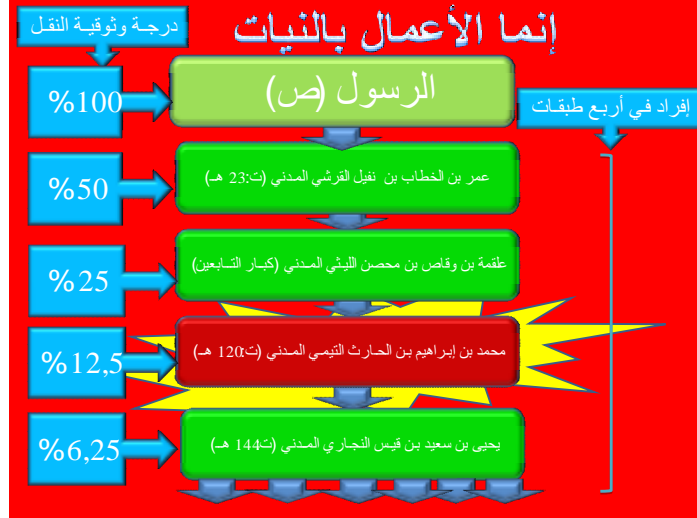 إنما الأعمال بالنيات
درجة وثوقية النقل
%100
الرسول (ص)
إفراد في أربع طبقات
%50
عمر بن الخطاب بن نفيل القرشي المدني (ت:23 هـ)
%25
علقمة بن وقاص بن محصن الليثي المدني (كبار التابعين)
%12,5
محمد بن إبراهيم بن الحارث التيمي المدني (ت:120 هـ)
%6,25
يحيى بن سعيد بن قيس النجاري المدني (ت144 هـ)